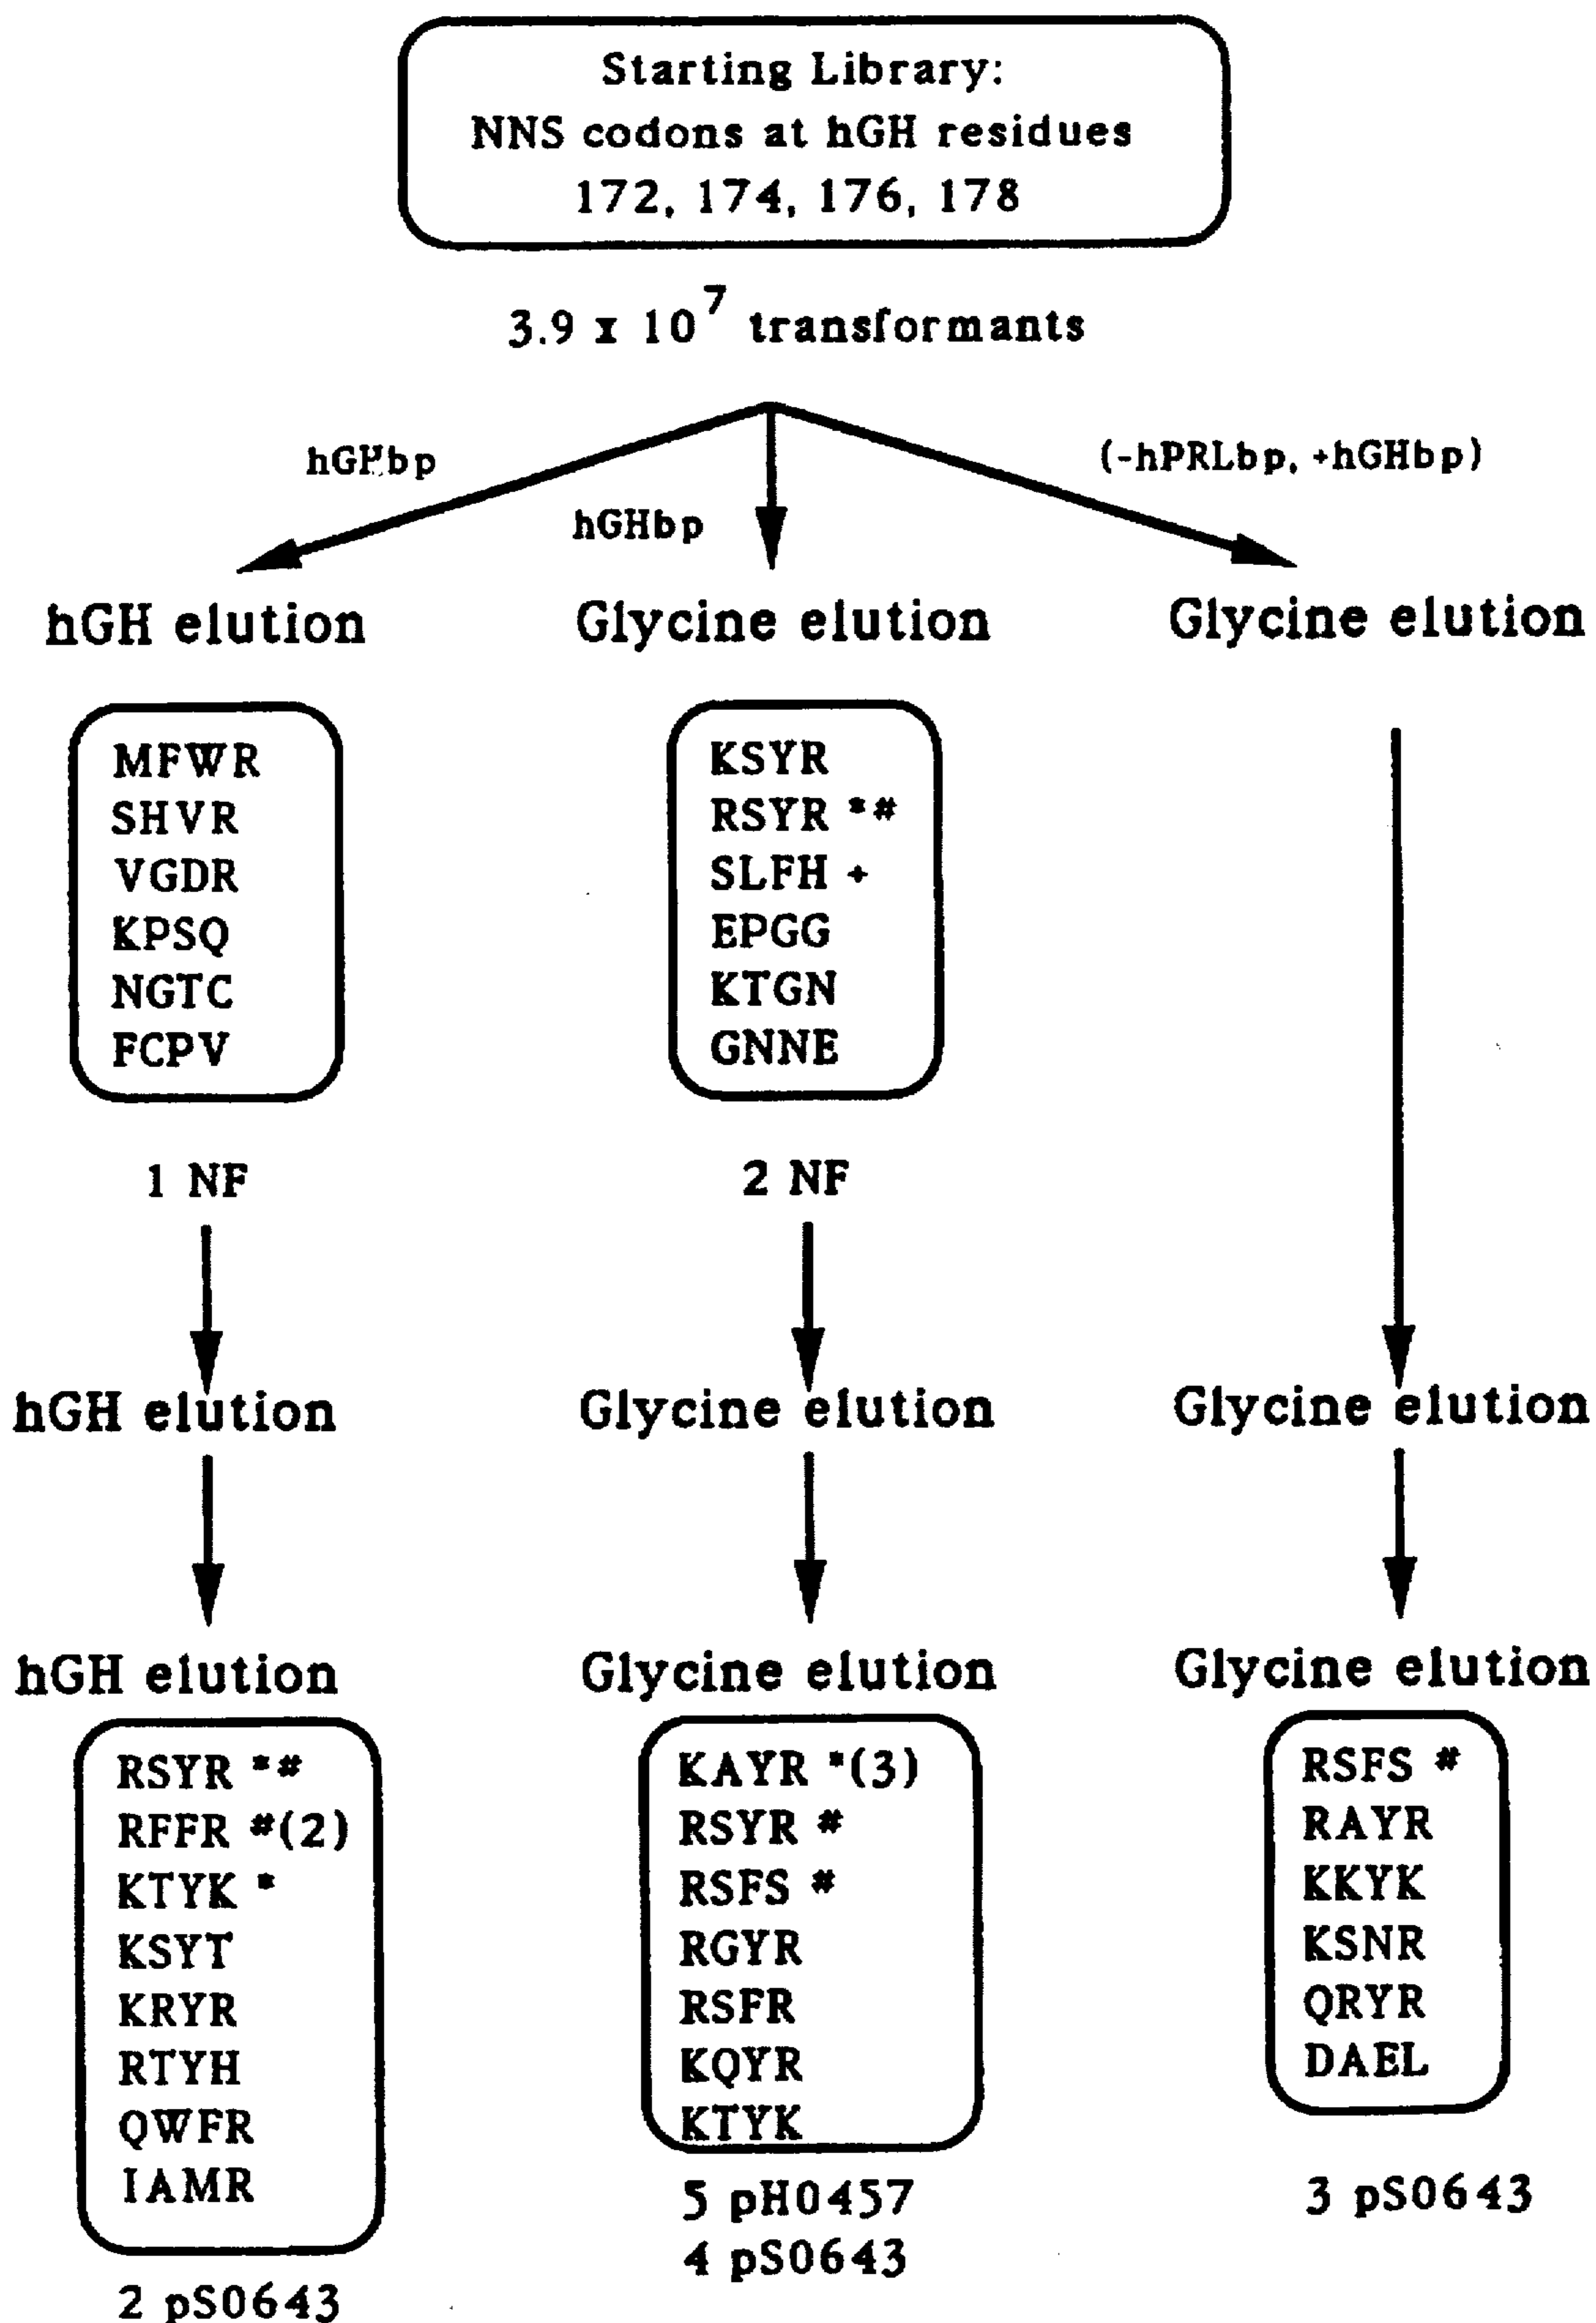 Starting Library:
NNS codons at hGH residues
172, 174, 176, 178
3.9 x 10^7 transformants
hGHbp
hGHbp
(-hPRLbp, +hGHbp)
hGH elution
Glycine elution
Glycine elution
MFWR
SHVR
VGDR
KPSQ
NGTC
FCPV
1 NF
KSYR
RSYR *#
SLFH +
EPGG
KTGN
GNNE
2 NF
hGH elution
Glycine elution
Glycine elution
hGH elution
Glycine elution
Glycine elution
RSYR *#
RFFR #(2)
KTYK *
KSYT
KRYR
RTYH
QWFR
IAMR
2 pS0643
KAYR *(3)
RSYR #
RSFS #
RGYR
RSFR
KQYR
KTYK
5 pH0457
4 pS0643
RSFS #
RAYR
KKYK
KSNR
QRYR
DAEL
3 pS0643